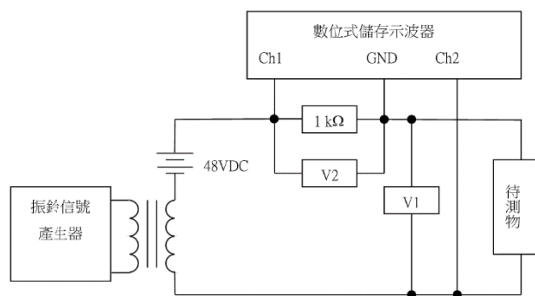 數位式儲存示波器
Ch1 GND Ch2
1 kΩ
48VDC
V2
V1
待測物
振鈴信號
產生器